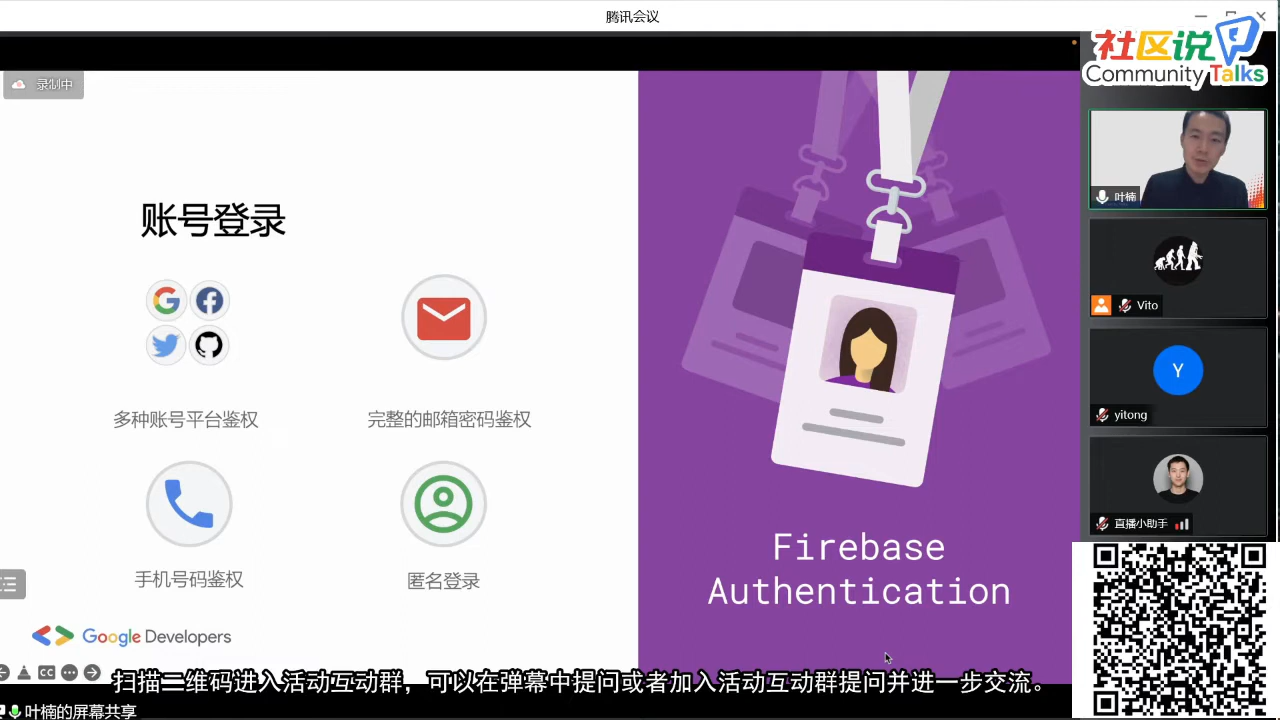 腾讯会议
社区说
Community Talks
录制中
账号登录
多种账号平台鉴权
完整的邮箱密码鉴权
手机号码鉴权
匿名登录
Google Developers
Firebase
Authentication
叶楠
Vito
Y
yitong
直播小助手
CC
扫描二维码进入活动互动群，可以在弹幕中提问或者加入活动互动群提问并进一步交流。
叶楠的屏幕共享